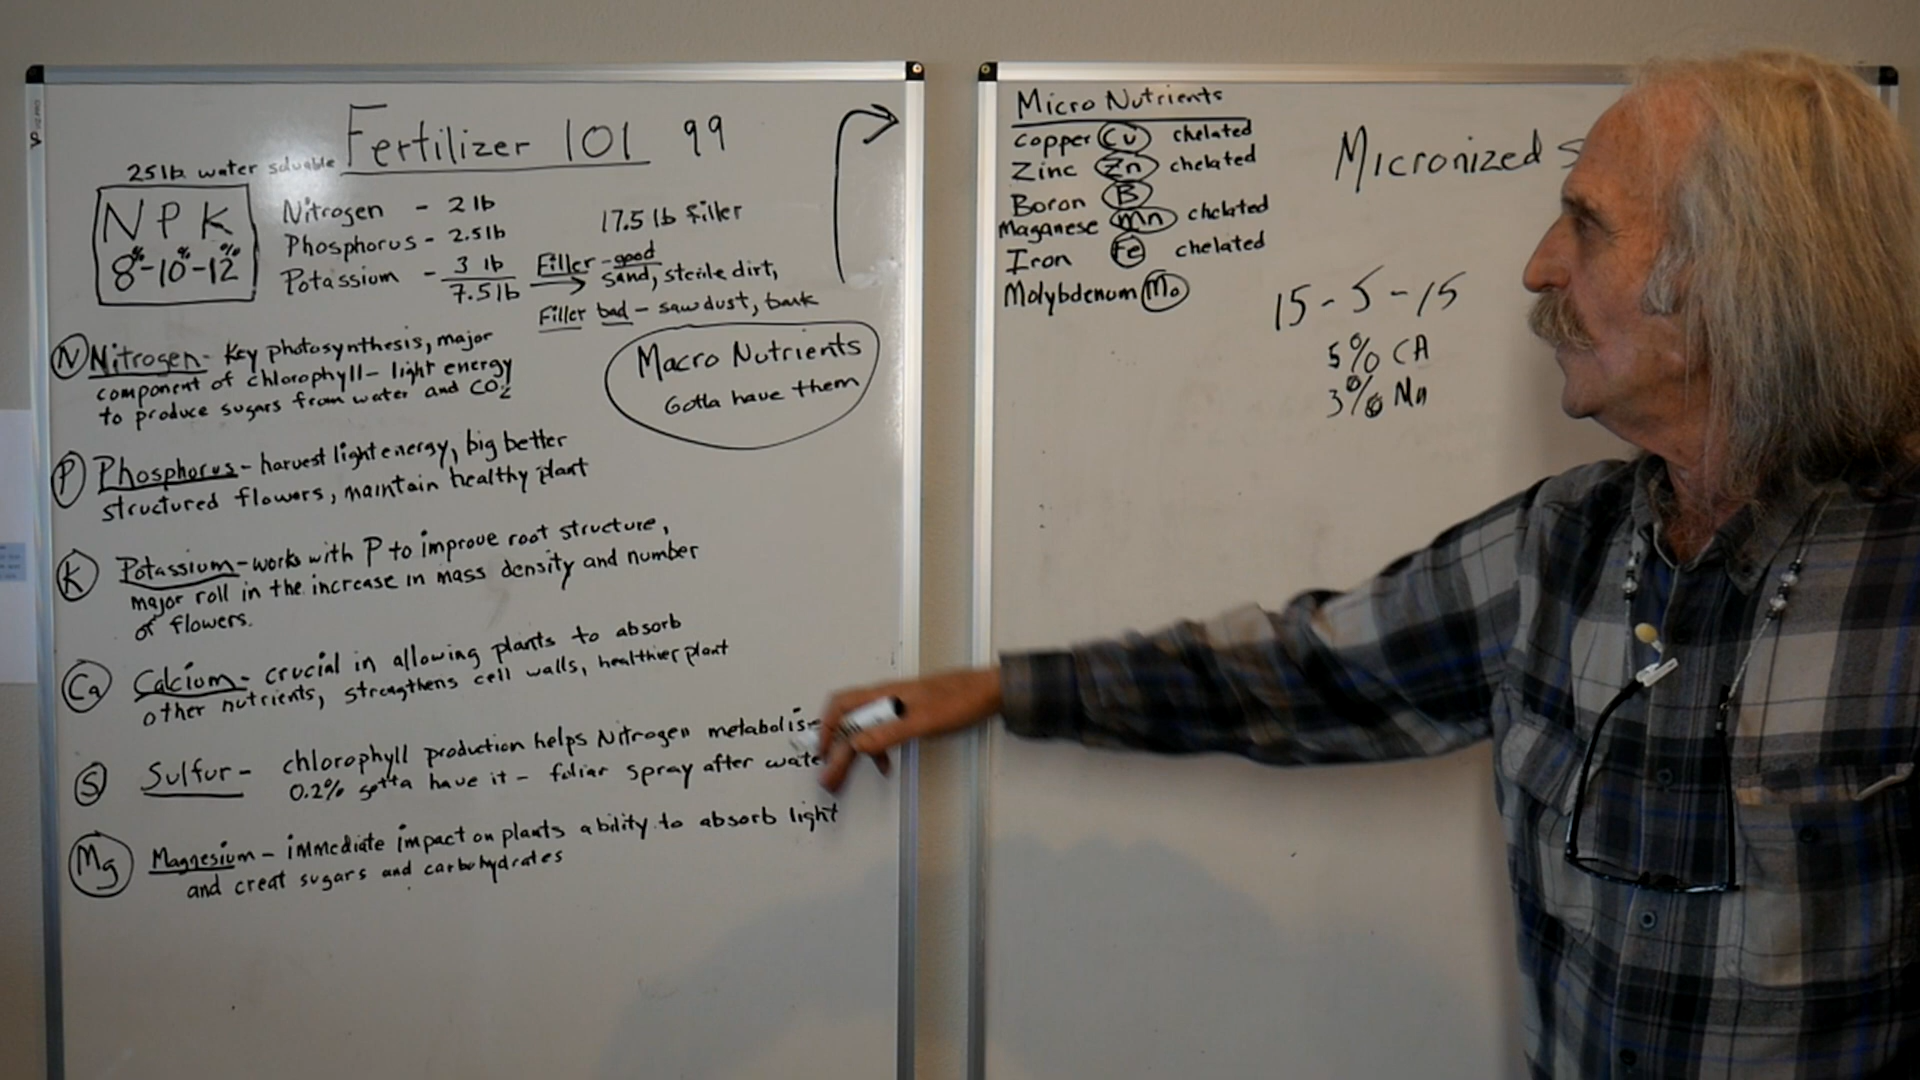 Fertilizer 101 99
25lb water soluable
N P K
8%-10%-12%
Nitrogen - 2 lb
Phosphorus - 2.5lb
Potassium - 3 lb
7.5lb
17.5 lb filler
Filler - good
sand, sterile dirt,
Filler bad - sawdust, bark
Macro Nutrients
Gotta have them
N Nitrogen - Key photosynthesis, major
component of chlorophyll - light energy
to produce sugars from water and CO2
P Phosphorus - harvest light energy, big better
structured flowers, maintain healthy plant
K Potassium - works with P to improve root structure,
major roll in the increase in mass density and number
of flowers.
Ca Calcium - crucial in allowing plants to absorb
other nutrients, strengthens cell walls, healthier plant
S Sulfur - chlorophyll production helps Nitrogen metabolis
0.2% gotta have it - foliar spray after wate
Mg Magnesium - immediate impact on plants ability to absorb light
and creat sugars and carbohydrates
Micro Nutrients
Copper Cu chelated
Zinc Zn chelated
Boron B
Maganese Mn chelated
Iron Fe chelated
Molybdenum Mo
Micronized S
15-5-15
5% CA
3%